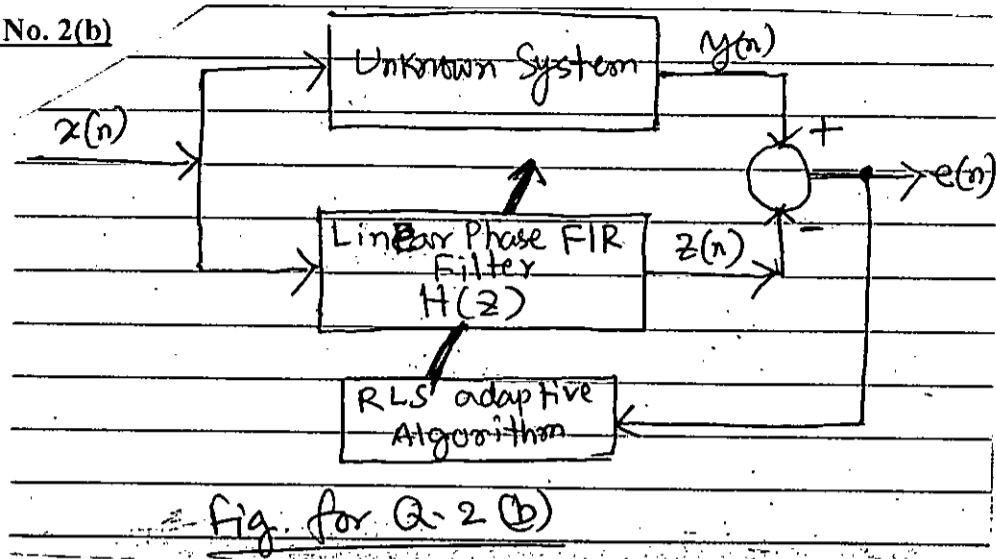 No. 2(b)
Unknown System
y(n)
x(n)
+
e(n)
Linear Phase FIR
Filter
H(Z)
z(n)
-
RLS adaptive
Algorithm
Fig. for Q-2 (b)